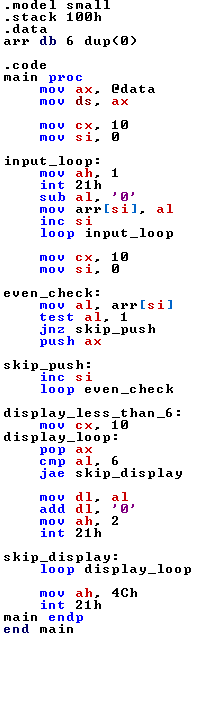 .model small
.stack 100h
.data
arr db 6 dup(0)
.code
main proc
mov ax, @data
mov ds, ax
mov cx, 10
mov si, 0
input_loop:
mov ah, 1
int 21h
sub al, '0'
mov arr[si], al
inc si
loop input_loop
mov cx, 10
mov si, 0
even_check:
mov al, arr[si]
test al, 1
jnz skip_push
push ax
skip_push:
inc si
loop even_check
display_less_than_6:
mov cx, 10
display_loop:
pop ax
cmp al, 6
jae skip_display
mov dl, al
add dl, '0'
mov ah, 2
int 21h
skip_display:
loop display_loop
mov ah, 4Ch
int 21h
main endp
end main